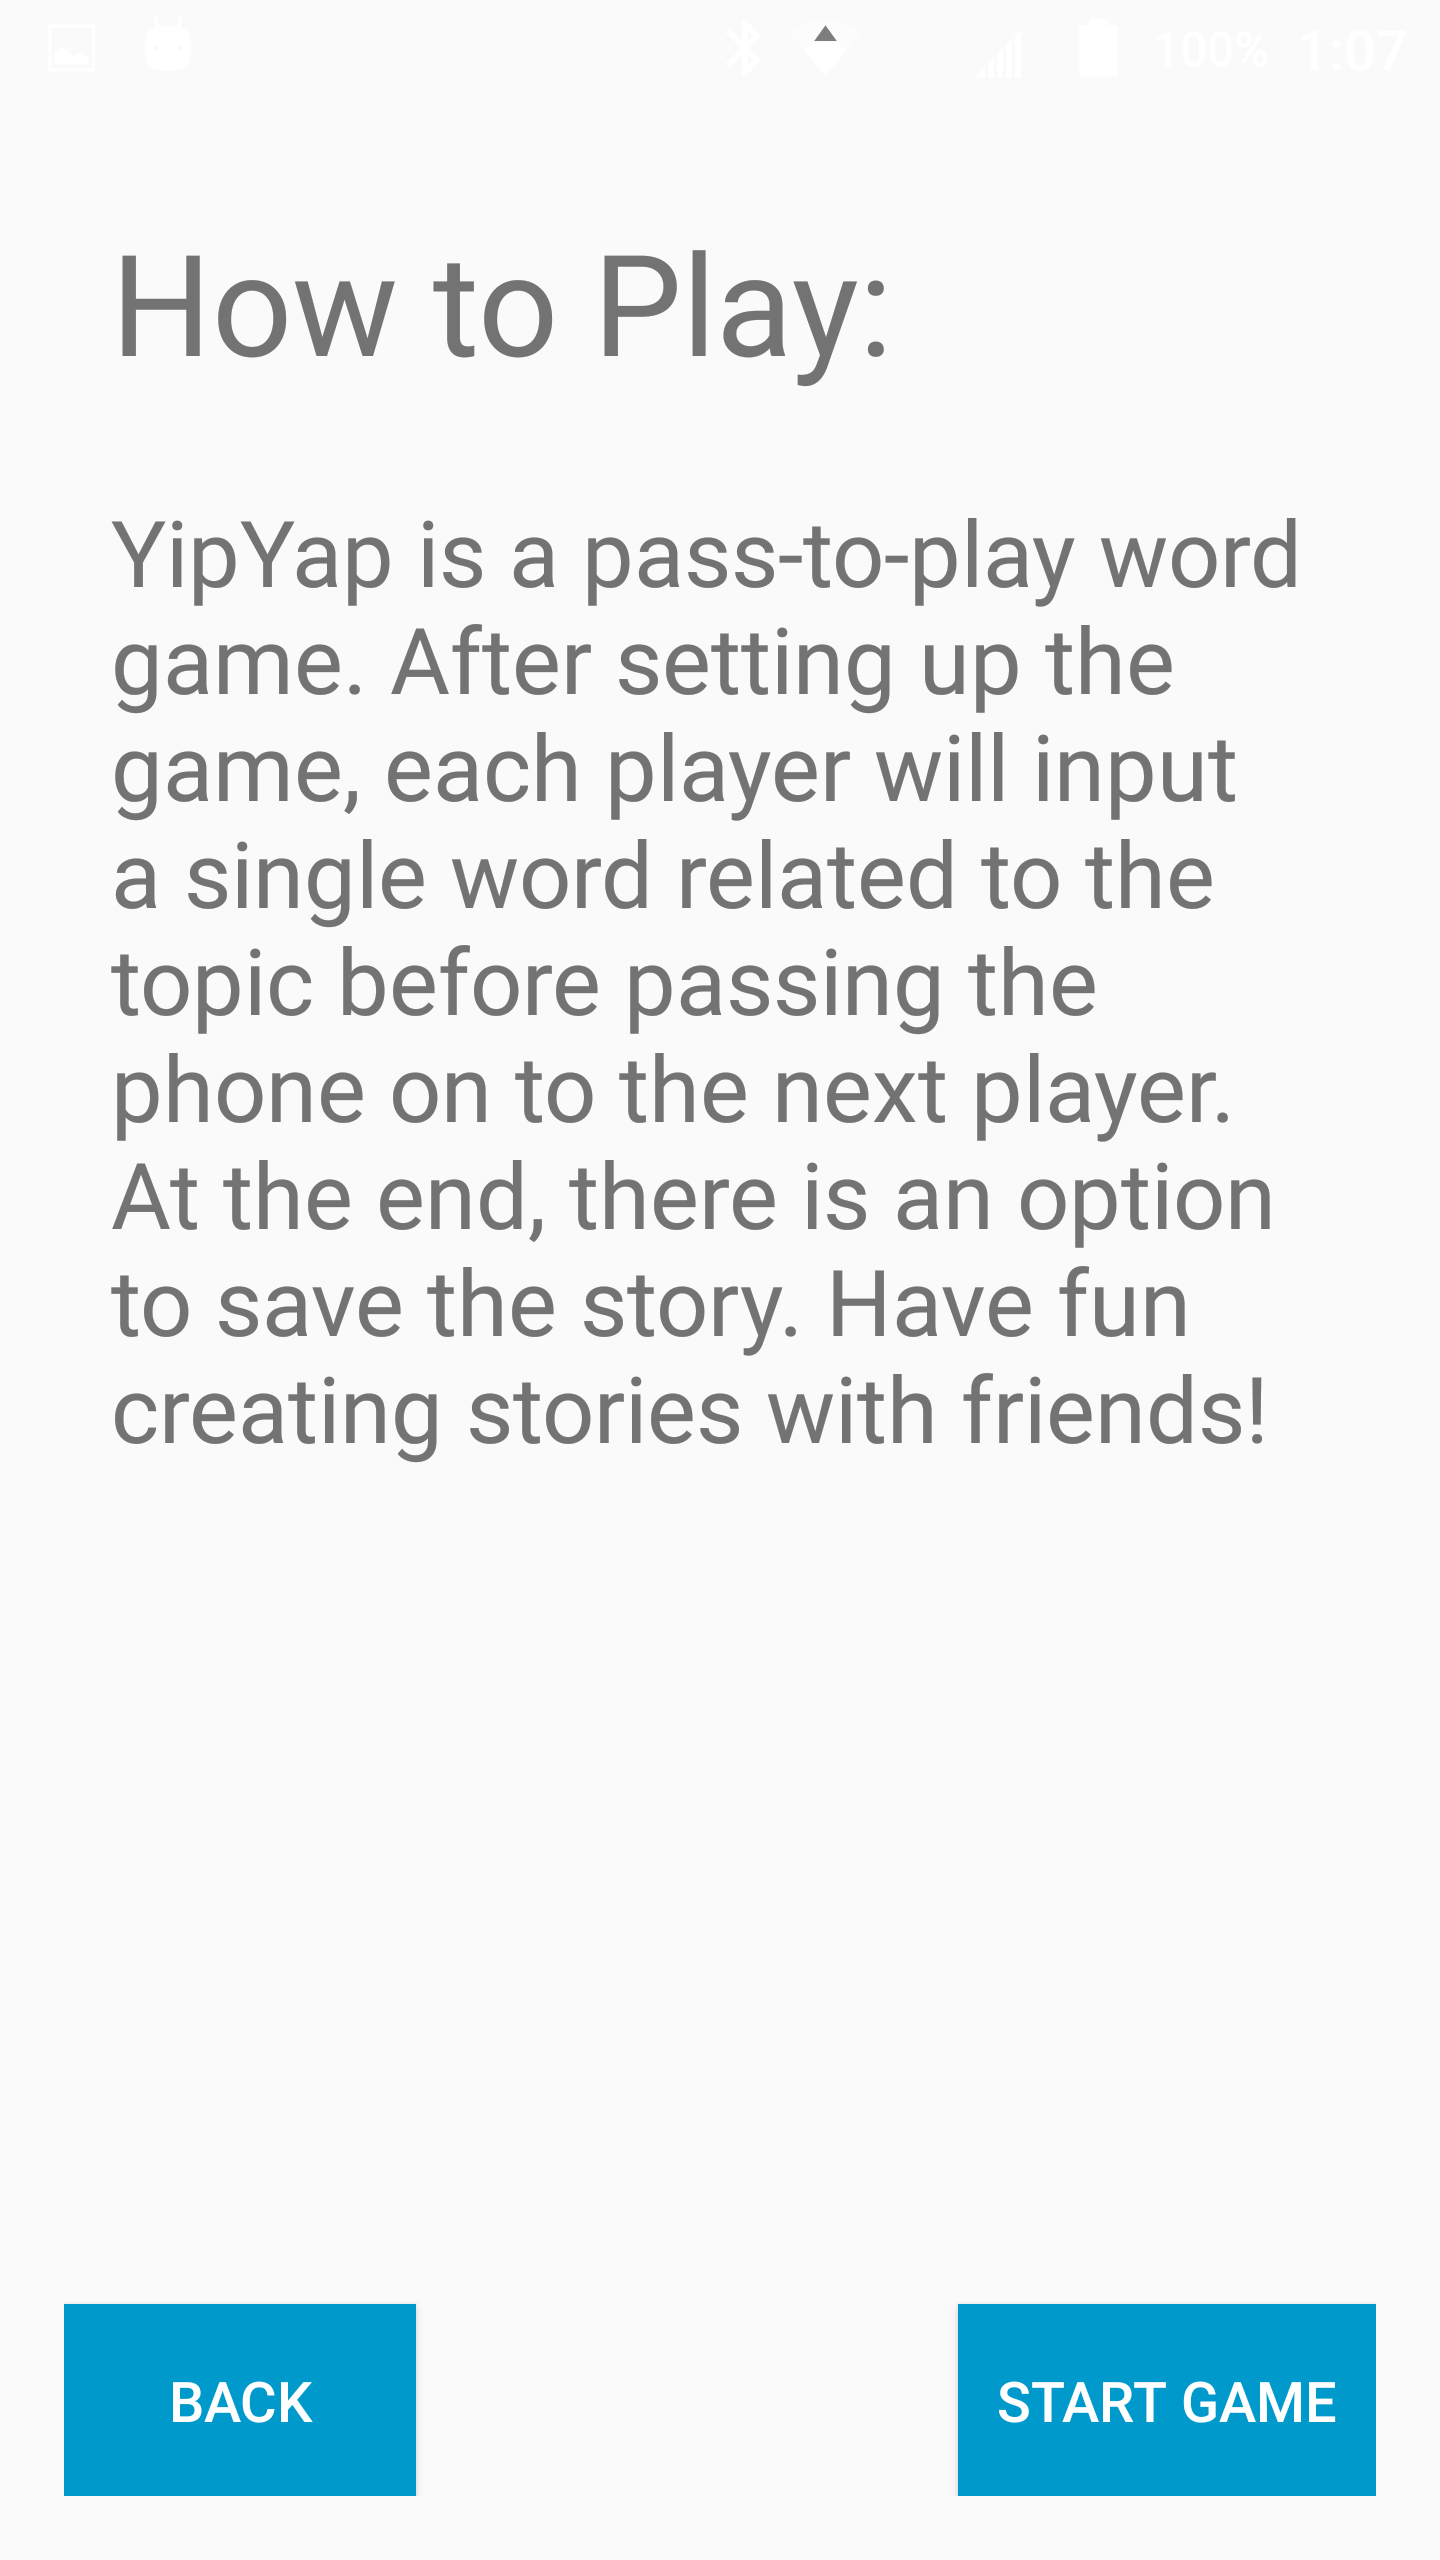 100% 1:07
How to Play:
YipYap is a pass-to-play word
game. After setting up the
game, each player will input
a single word related to the
topic before passing the
phone on to the next player.
At the end, there is an option
to save the story. Have fun
creating stories with friends!
BACK
START GAME